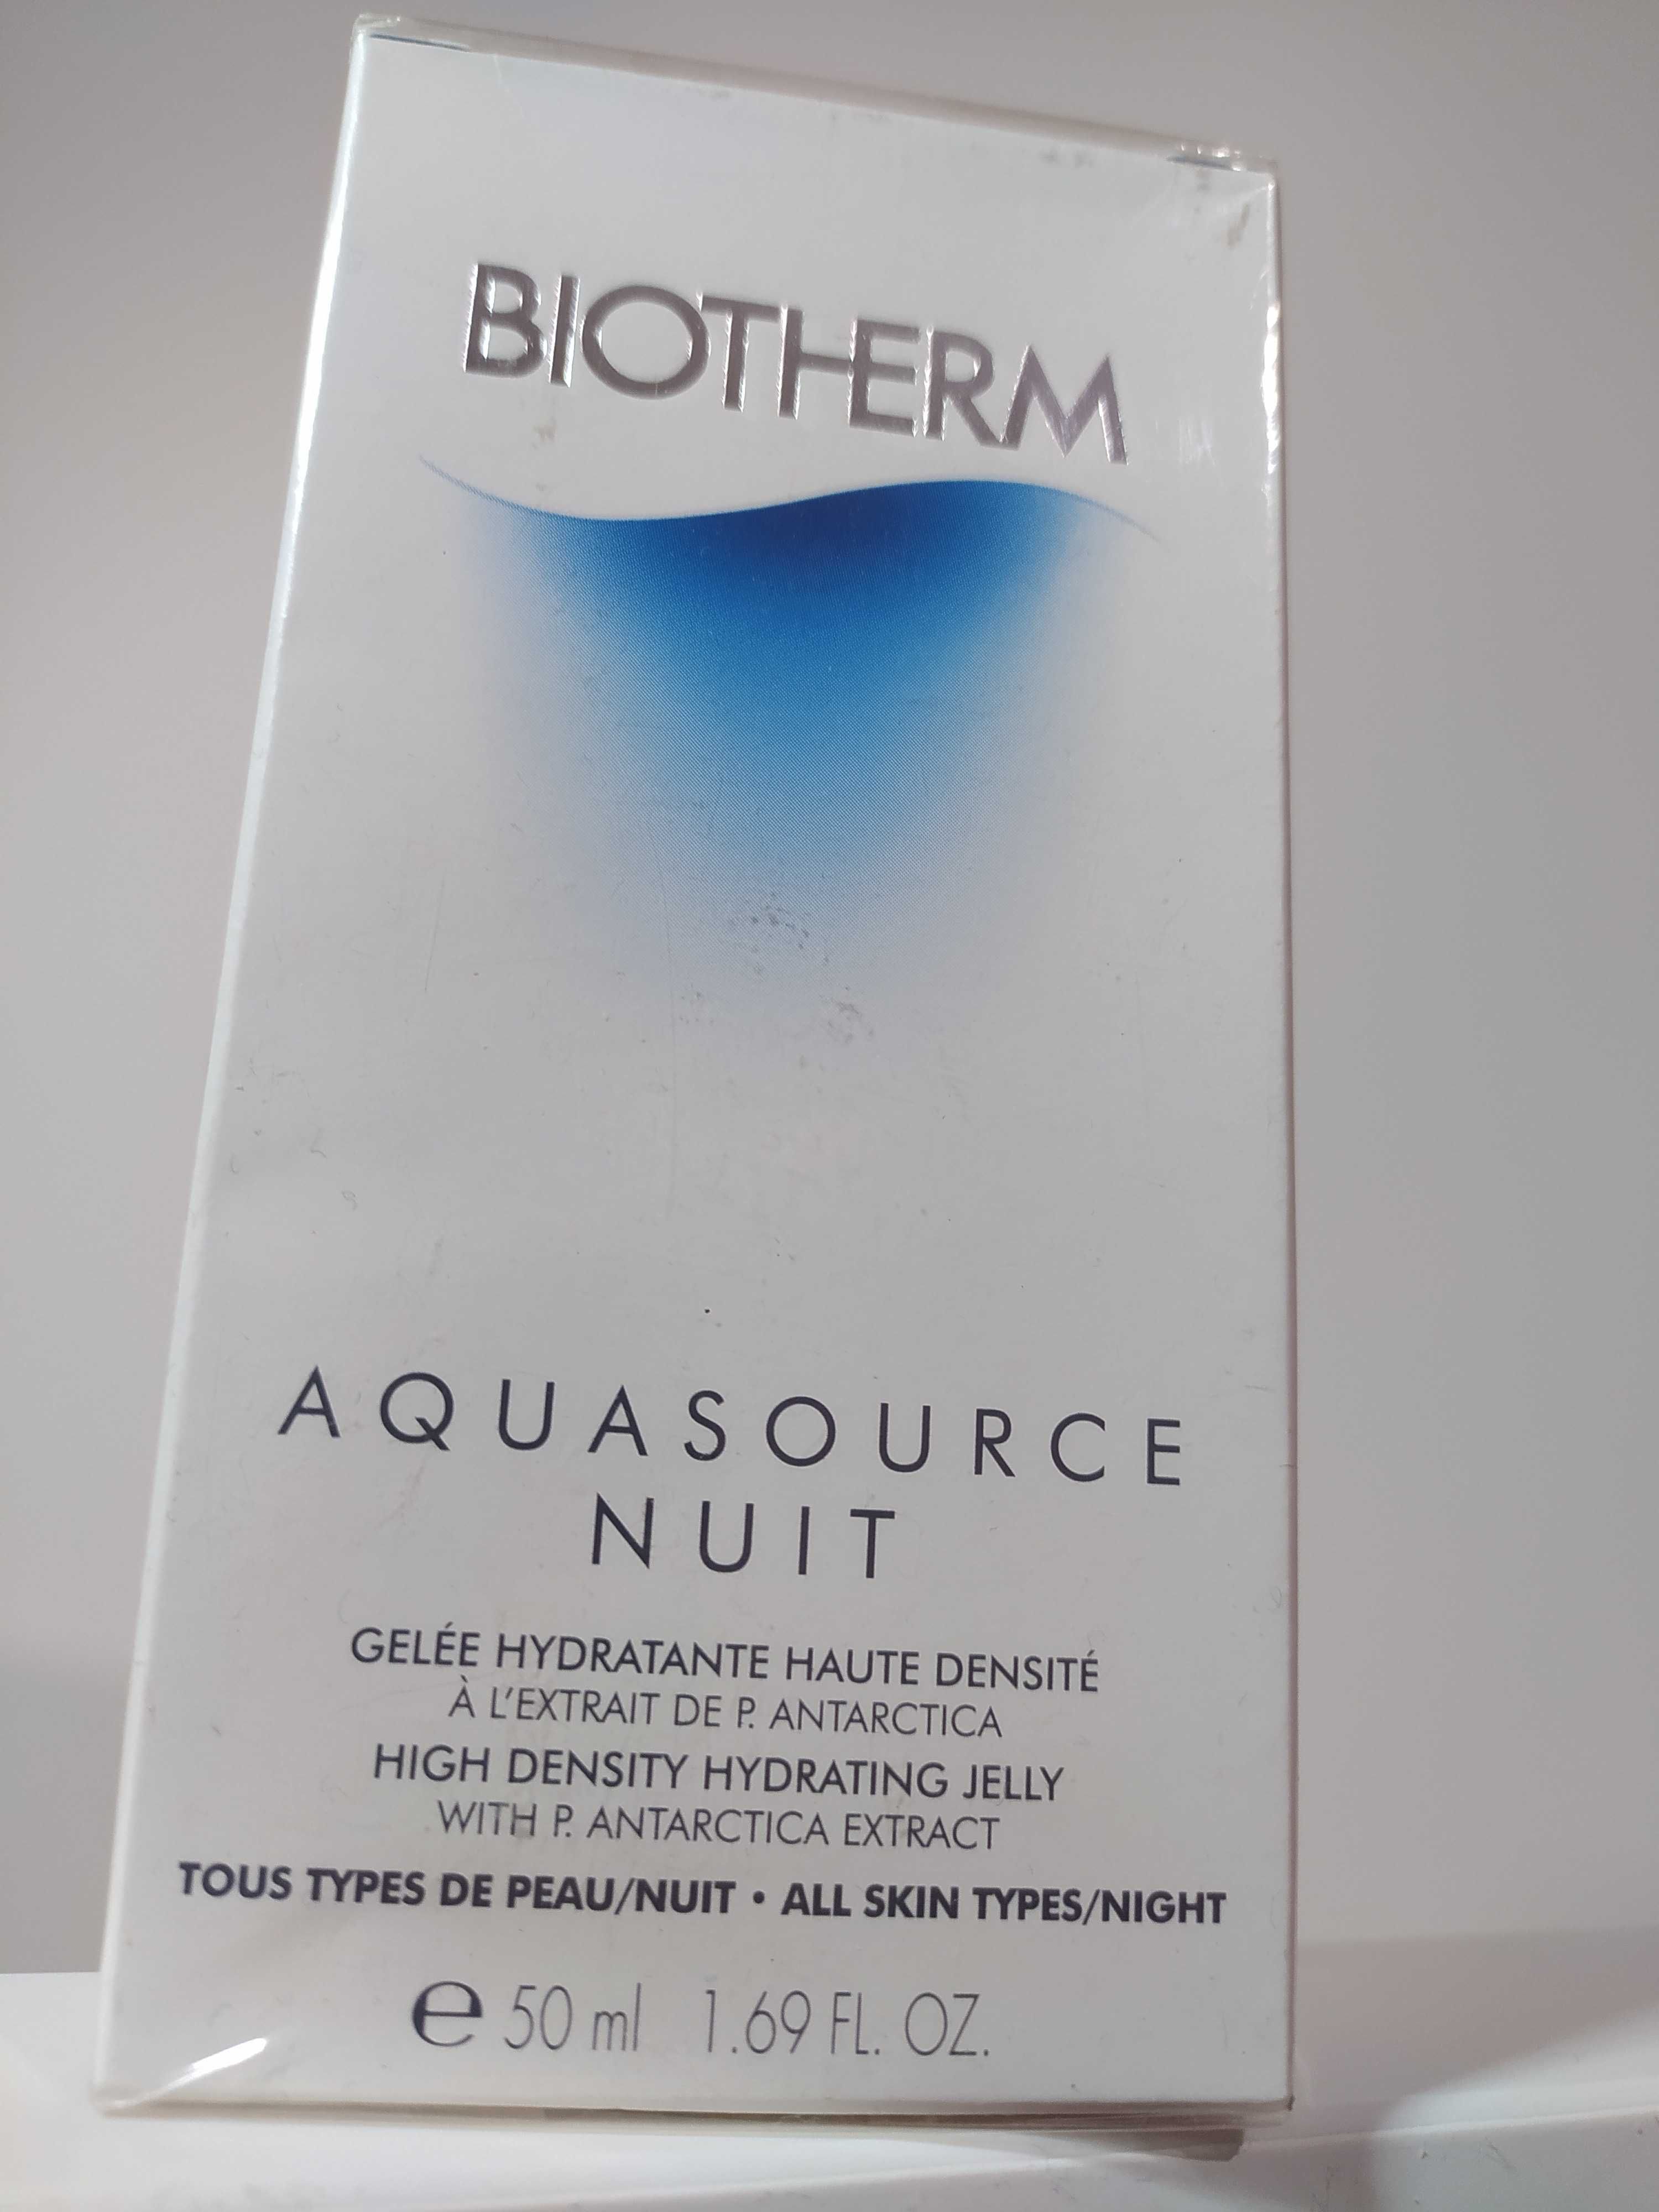 BIOTHERM
AQUASOURCE
NUIT
GELÉE HYDRATANTE HAUTE DENSITÉ
À L'EXTRAIT DE P. ANTARCTICA
HIGH DENSITY HYDRATING JELLY
WITH P. ANTARCTICA EXTRACT
TOUS TYPES DE PEAU/NUIT • ALL SKIN TYPES/NIGHT
e 50 ml 1.69 FL. OZ.